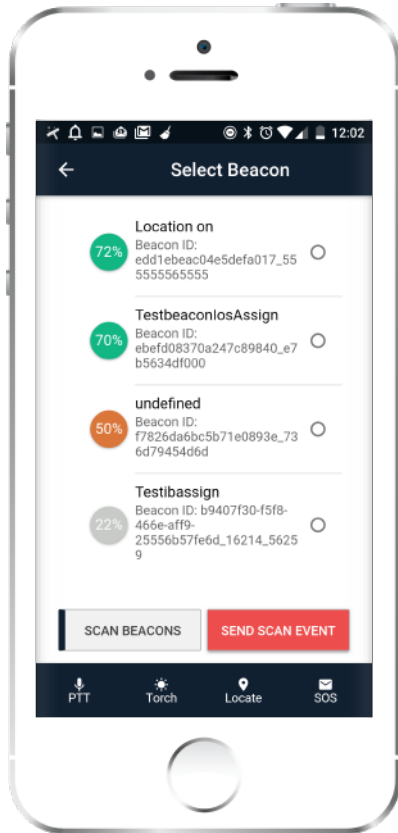 12:02
Select Beacon
Location on
72%
Beacon ID:
edd1ebeac04e5defa017_55
5555565555
TestbeaconIosAssign
70%
Beacon ID:
ebefd08370a247c89840_e7
b5634df000
undefined
50%
Beacon ID:
f7826da6bc5b71e0893e_73
6d79454d6d
Testibassign
22%
Beacon ID: b9407f30-f5f8-
466e-aff9-
25556b57fe6d_16214_5625
9
SCAN BEACONS
SEND SCAN EVENT
PTT
Torch
Locate
SOS